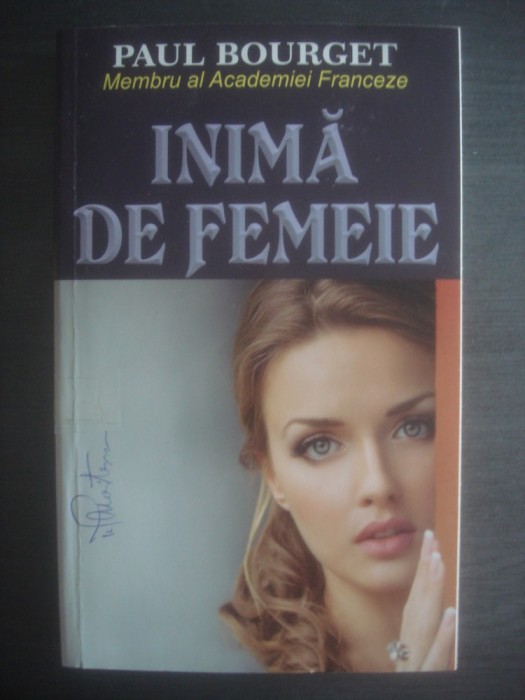 PAUL BOURGET
Membru al Academiei Franceze
INIMĂ
DE FEMEIE